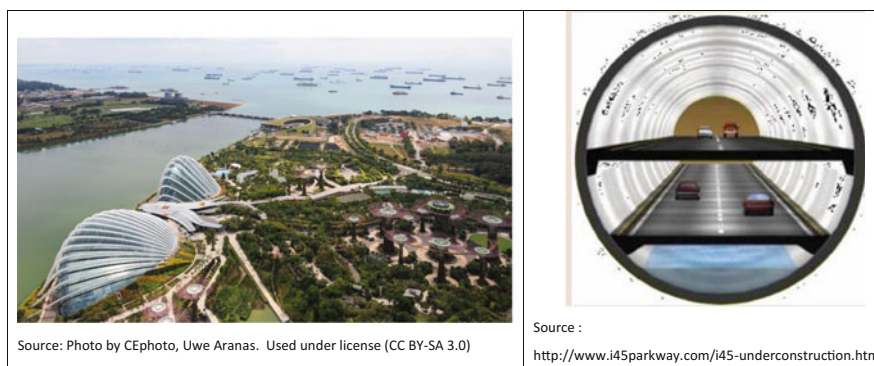 Source: Photo by CEphoto, Uwe Aranas. Used under license (CC BY-SA 3.0)
Source :
http://www.i45parkway.com/i45-underconstruction.htm